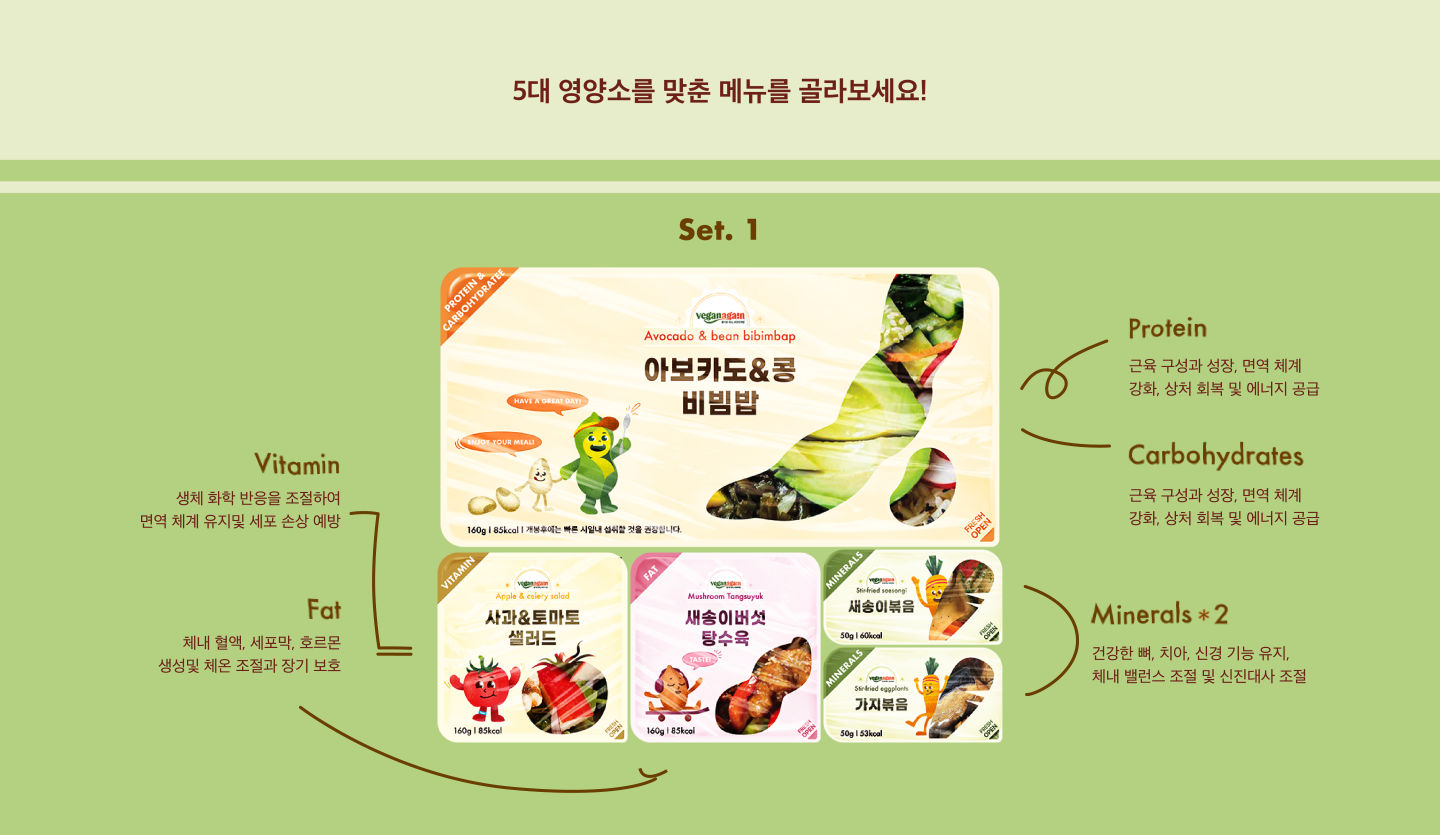 5대 영양소를 맞춘 메뉴를 골라보세요!
Set. 1
PROTEIN &
CARBOHYDRATEE
veganagain
Avocado & bean bibimbap
아보카도&콩
비빔밥
HAVE A GREAT DAY!
ENJOY YOUR MEAL!
160g | 85kcal | 개봉후에는 빠른 시일내 섭취할 것을 권장합니다.
FRESH
OPEN
Protein
근육 구성과 성장, 면역 체계
강화, 상처 회복 및 에너지 공급
Carbohydrates
근육 구성과 성장, 면역 체계
강화, 상처 회복 및 에너지 공급
Vitamin
생체 화학 반응을 조절하여
면역 체계 유지및 세포 손상 예방
Fat
체내 혈액, 세포막, 호르몬
생성및 체온 조절과 장기 보호
VITAMIN
veganagain
Apple & celery salad
사과&토마토
샐러드
160g | 85kcal
FRESH
OPEN
FAT
veganagain
Mushroom Tangsuyuk
새송이버섯
탕수육
TASTE!
160g | 85kcal
FRESH
OPEN
MINERALS
veganagain
Stir-fried saesongi
새송이볶음
50g | 60kcal
FRESH
OPEN
MINERALS
veganagain
Stir-fried eggplants
가지볶음
50g | 53kcal
FRESH
OPEN
Minerals * 2
건강한 뼈, 치아, 신경 기능 유지,
체내 밸런스 조절 및 신진대사 조절